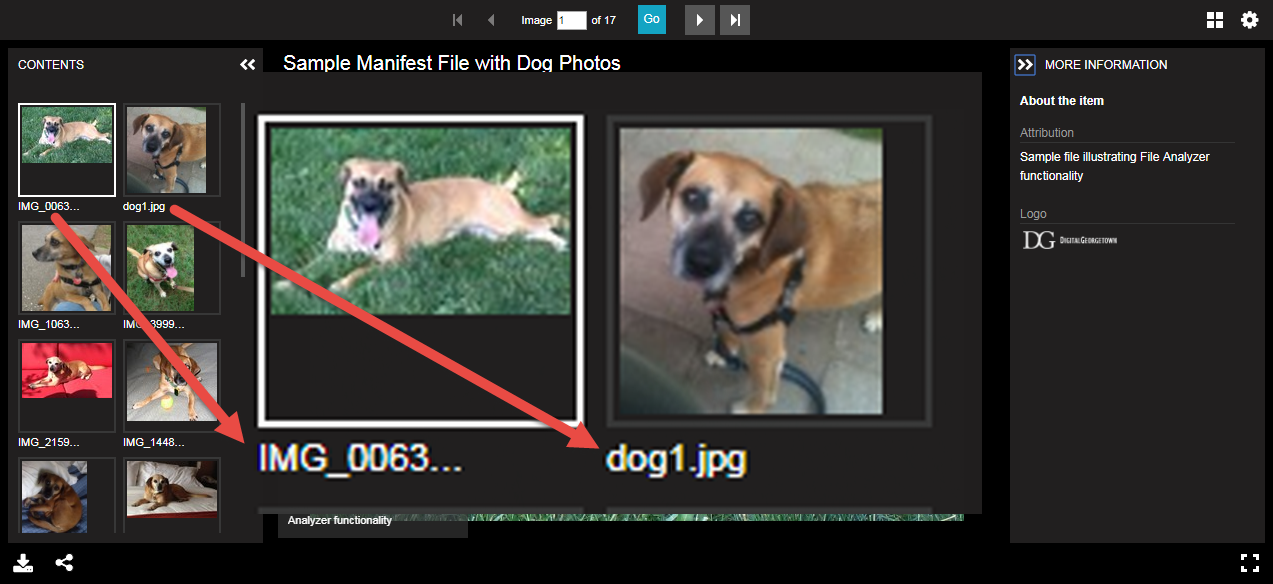 Image 1 of 17 Go
CONTENTS
Sample Manifest File with Dog Photos
MORE INFORMATION
About the item
Attribution
Sample file illustrating File Analyzer
functionality
Logo
DG DIGITALGEORGETOWN
IMG_0063...
dog1.jpg
IMG_1063...
IMG_3999...
IMG_2159...
IMG_1448...
IMG_0063...
dog1.jpg
Analyzer functionality